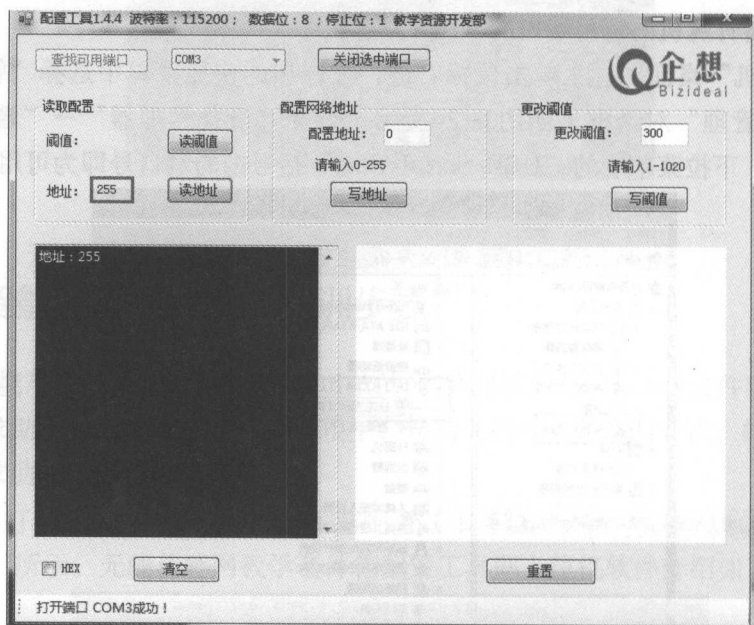 配置工具1.4.4 波特率：115200； 数据位：8；停止位：1 教学资源开发部
查找可用端口
COM3
关闭选中端口
企想
Bizideal
读取配置
阈值：
读阈值
地址：
255
读地址
配置网络地址
配置地址：
0
请输入0-255
写地址
更改阈值
更改阈值：
300
请输入1-1020
写阈值
地址：255
HEX
清空
重置
打开端口 COM3成功！